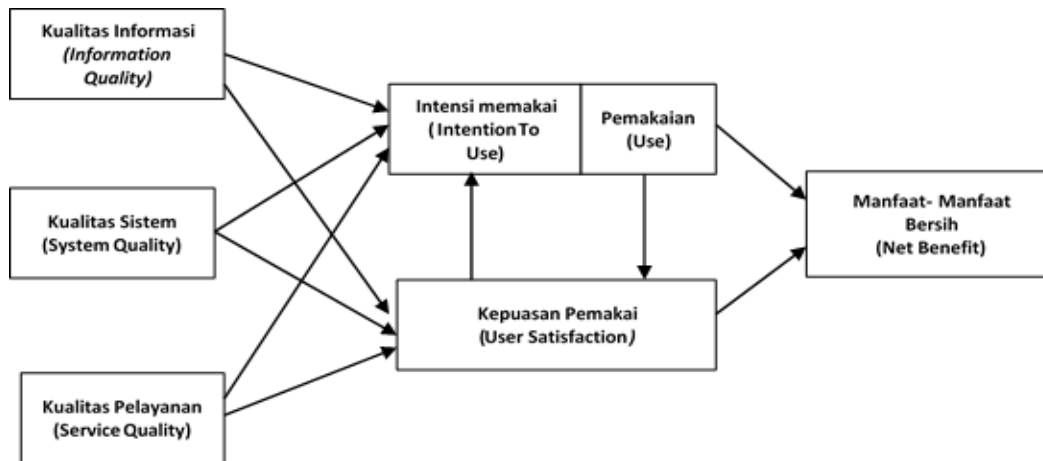 Kualitas Informasi
(Information
Quality)
Intensi memakai
( Intention To
Use)
Pemakaian
(Use)
Kualitas Sistem
(System Quality)
Manfaat- Manfaat
Bersih
(Net Benefit)
Kepuasan Pemakai
(User Satisfaction)
Kualitas Pelayanan
(Service Quality)